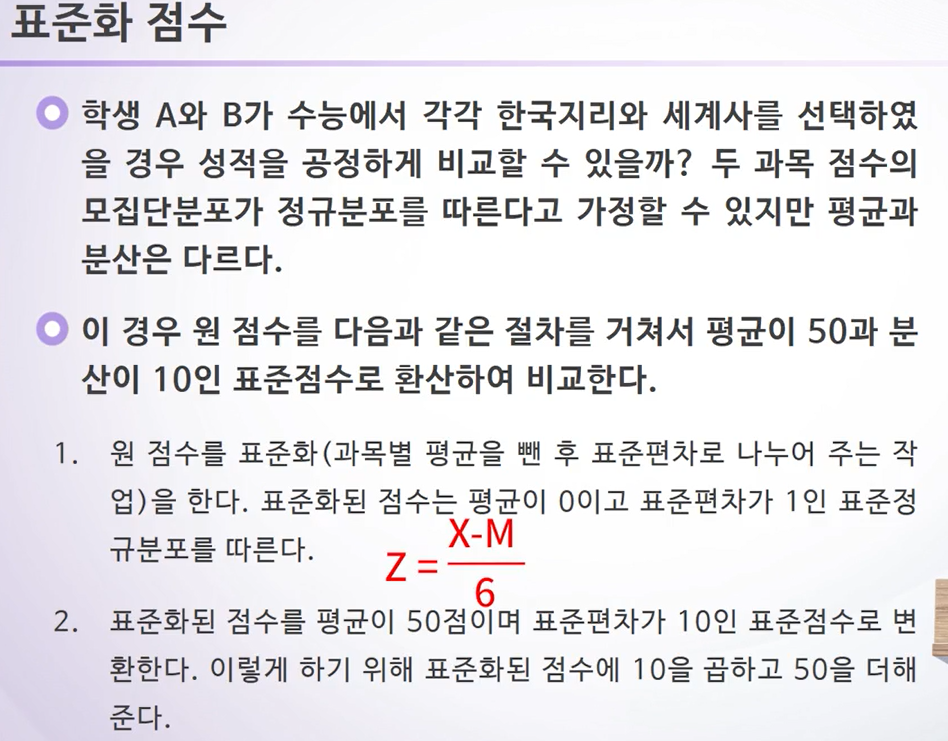 표준화 점수
학생 A와 B가 수능에서 각각 한국지리와 세계사를 선택하였
을 경우 성적을 공정하게 비교할 수 있을까? 두 과목 점수의
모집단분포가 정규분포를 따른다고 가정할 수 있지만 평균과
분산은 다르다.
이 경우 원 점수를 다음과 같은 절차를 거쳐서 평균이 50과 분
산이 10인 표준점수로 환산하여 비교한다.
1. 원 점수를 표준화(과목별 평균을 뺀 후 표준편차로 나누어 주는 작
업)을 한다. 표준화된 점수는 평균이 0이고 표준편차가 1인 표준정
규분포를 따른다.
X-M
Z =
6
2. 표준화된 점수를 평균이 50점이며 표준편차가 10인 표준점수로 변
환한다. 이렇게 하기 위해 표준화된 점수에 10을 곱하고 50을 더해
준다.